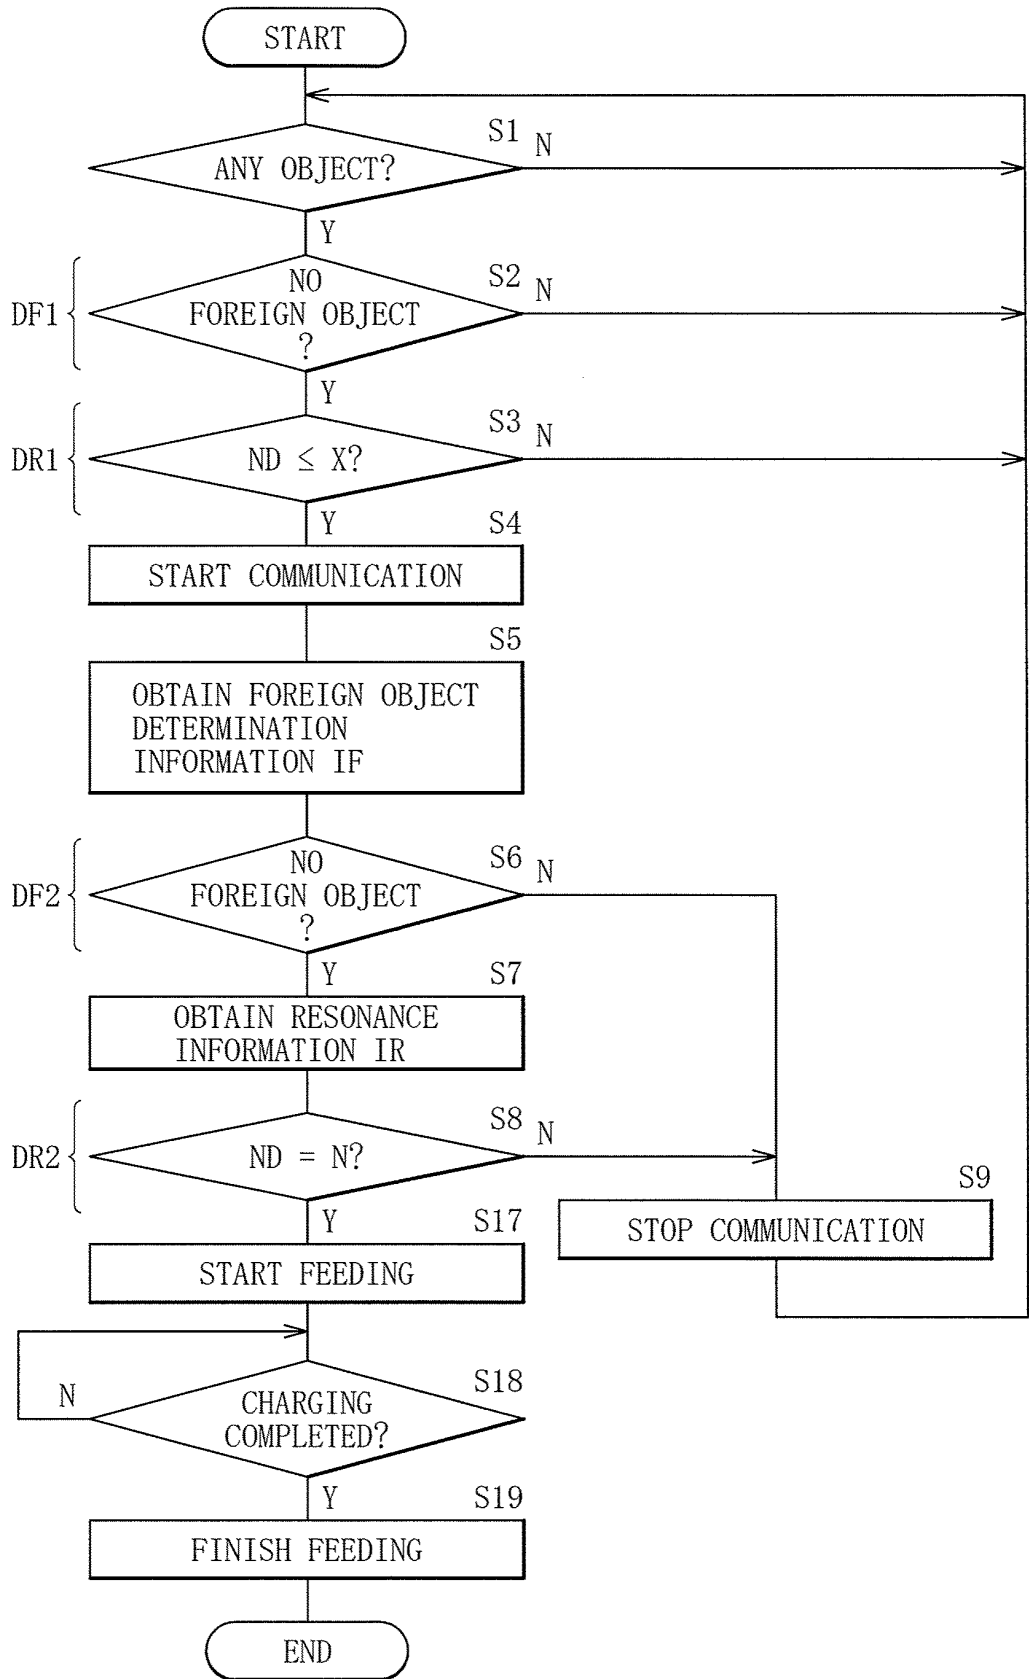 START
S1
ANY OBJECT?
N
Y
DF1
S2
NO
FOREIGN OBJECT
?
N
Y
DR1
S3
ND ≤ X?
N
Y
S4
START COMMUNICATION
S5
OBTAIN FOREIGN OBJECT
DETERMINATION
INFORMATION IF
DF2
S6
NO
FOREIGN OBJECT
?
N
Y
S7
OBTAIN RESONANCE
INFORMATION IR
DR2
S8
ND = N?
N
Y
S9
STOP COMMUNICATION
S17
START FEEDING
S18
CHARGING
COMPLETED?
N
Y
S19
FINISH FEEDING
END